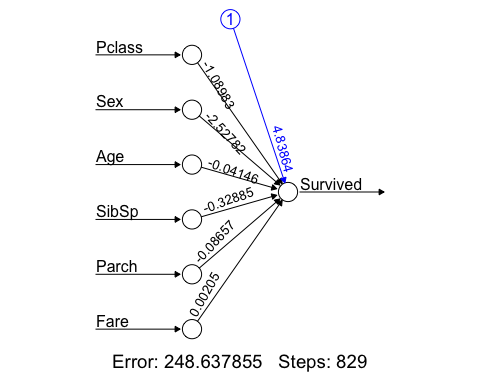 1
Pclass
-1.08983
Sex
-2.52782
4.83864
Age
-0.04146
Survived
SibSp
-0.32885
Parch
-0.08657
Fare
0.00205
Error: 248.637855 Steps: 829